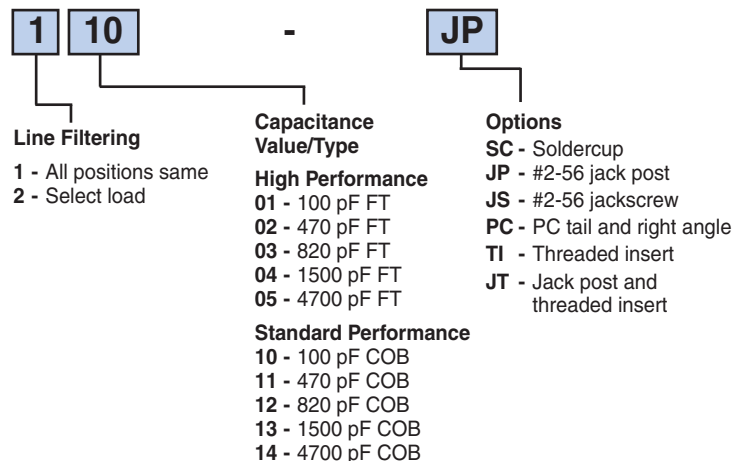 1 10 - JP
Line Filtering
1 - All positions same
2 - Select load
Capacitance
Value/Type
High Performance
01 - 100 pF FT
02 - 470 pF FT
03 - 820 pF FT
04 - 1500 pF FT
05 - 4700 pF FT
Standard Performance
10 - 100 pF COB
11 - 470 pF COB
12 - 820 pF COB
13 - 1500 pF COB
14 - 4700 pF COB
Options
SC - Soldercup
JP - #2-56 jack post
JS - #2-56 jackscrew
PC - PC tail and right angle
TI - Threaded insert
JT - Jack post and
threaded insert